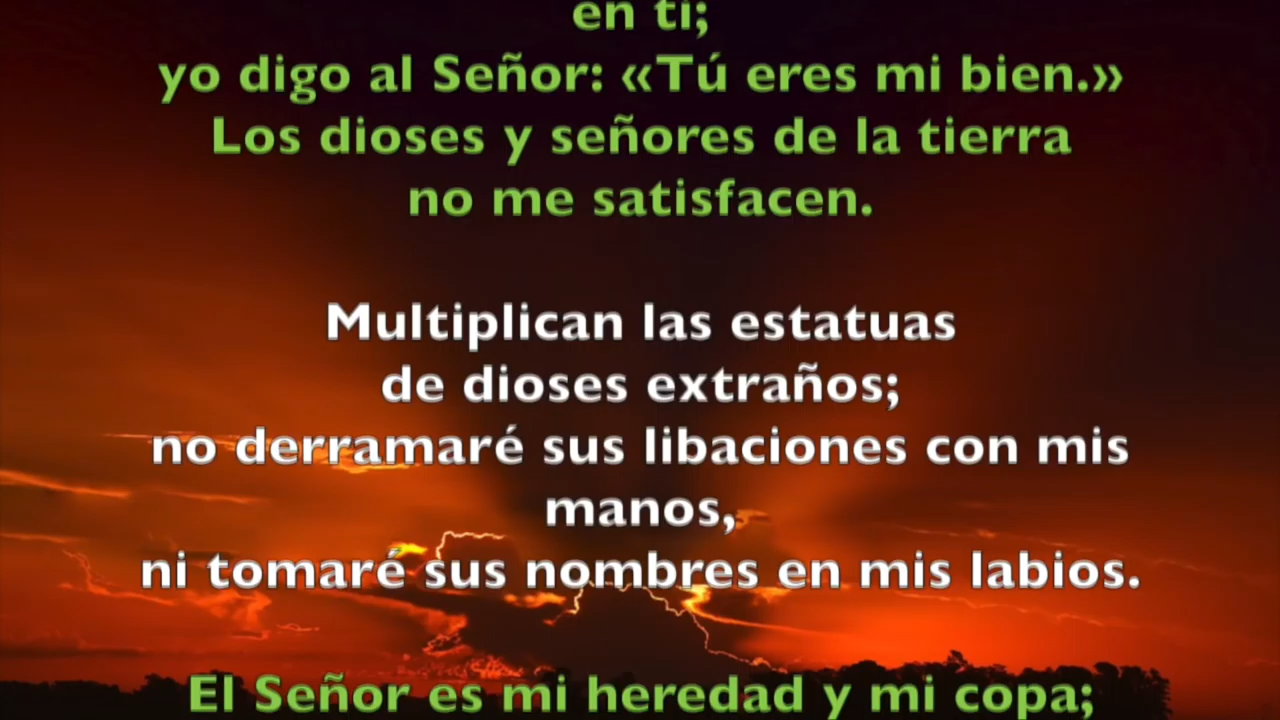 en ti;
yo digo al Señor: «Tú eres mi bien.»
Los dioses y señores de la tierra
no me satisfacen.
Multiplican las estatuas
de dioses extraños;
no derramaré sus libaciones con mis
manos,
ni tomaré sus nombres en mis labios.
El Señor es mi heredad y mi copa;